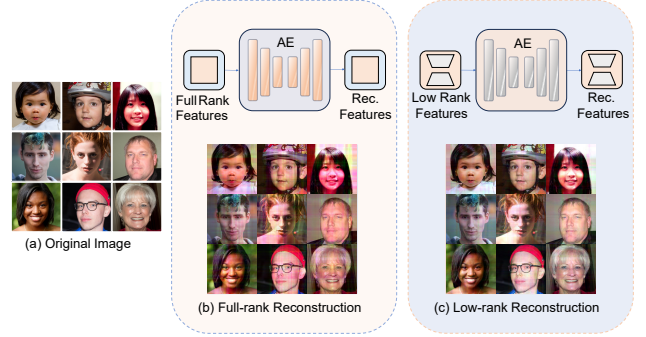 AE
Full Rank
Features
Rec.
Features
AE
Low Rank
Features
Rec.
Features
(a) Original Image
(b) Full-rank Reconstruction
(c) Low-rank Reconstruction